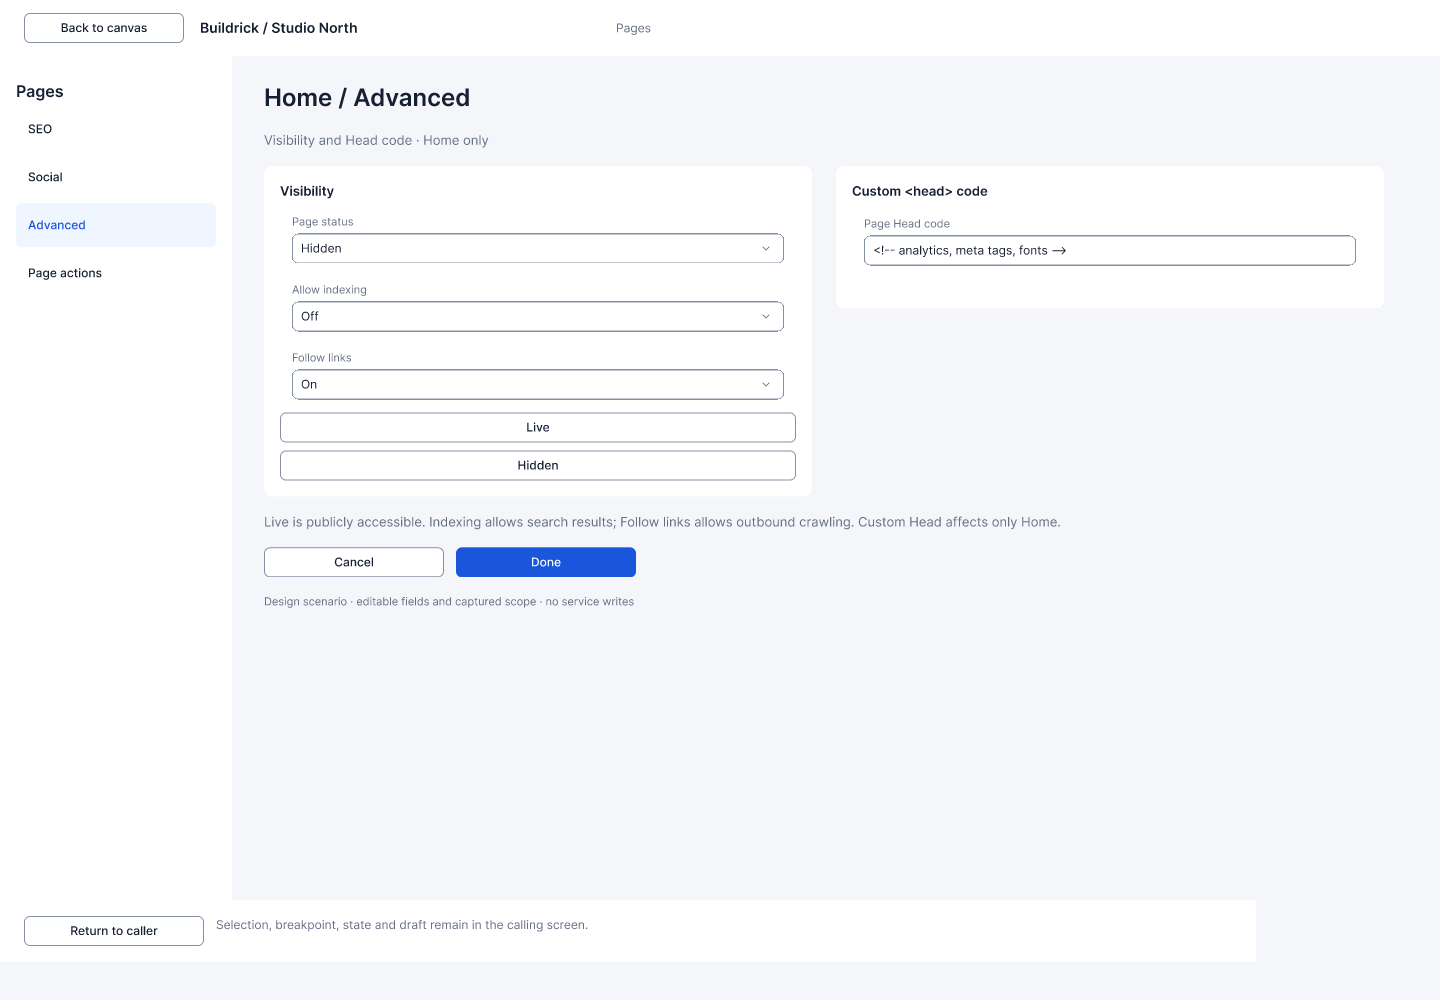 Back to canvas
Buildrick / Studio North
Pages
Pages
SEO
Social
Advanced
Page actions
Home / Advanced
Visibility and Head code · Home only
Visibility
Page status
Hidden
Allow indexing
Off
Follow links
On
Live
Hidden
Custom <head> code
Page Head code
<!-- analytics, meta tags, fonts -->
Live is publicly accessible. Indexing allows search results; Follow links allows outbound crawling. Custom Head affects only Home.
Cancel
Done
Design scenario · editable fields and captured scope · no service writes
Return to caller
Selection, breakpoint, state and draft remain in the calling screen.